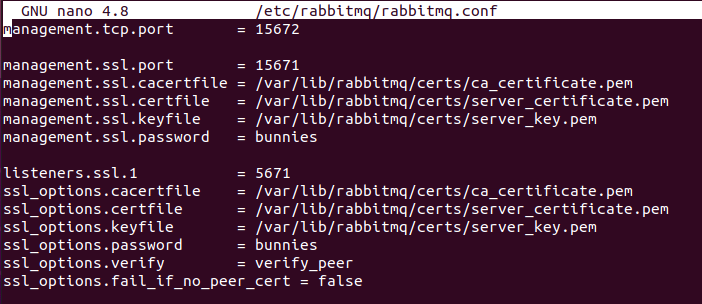 GNU nano 4.8 /etc/rabbitmq/rabbitmq.conf
management.tcp.port = 15672
management.ssl.port = 15671
management.ssl.cacertfile = /var/lib/rabbitmq/certs/ca_certificate.pem
management.ssl.certfile = /var/lib/rabbitmq/certs/server_certificate.pem
management.ssl.keyfile = /var/lib/rabbitmq/certs/server_key.pem
management.ssl.password = bunnies
listeners.ssl.1 = 5671
ssl_options.cacertfile = /var/lib/rabbitmq/certs/ca_certificate.pem
ssl_options.certfile = /var/lib/rabbitmq/certs/server_certificate.pem
ssl_options.keyfile = /var/lib/rabbitmq/certs/server_key.pem
ssl_options.password = bunnies
ssl_options.verify = verify_peer
ssl_options.fail_if_no_peer_cert = false